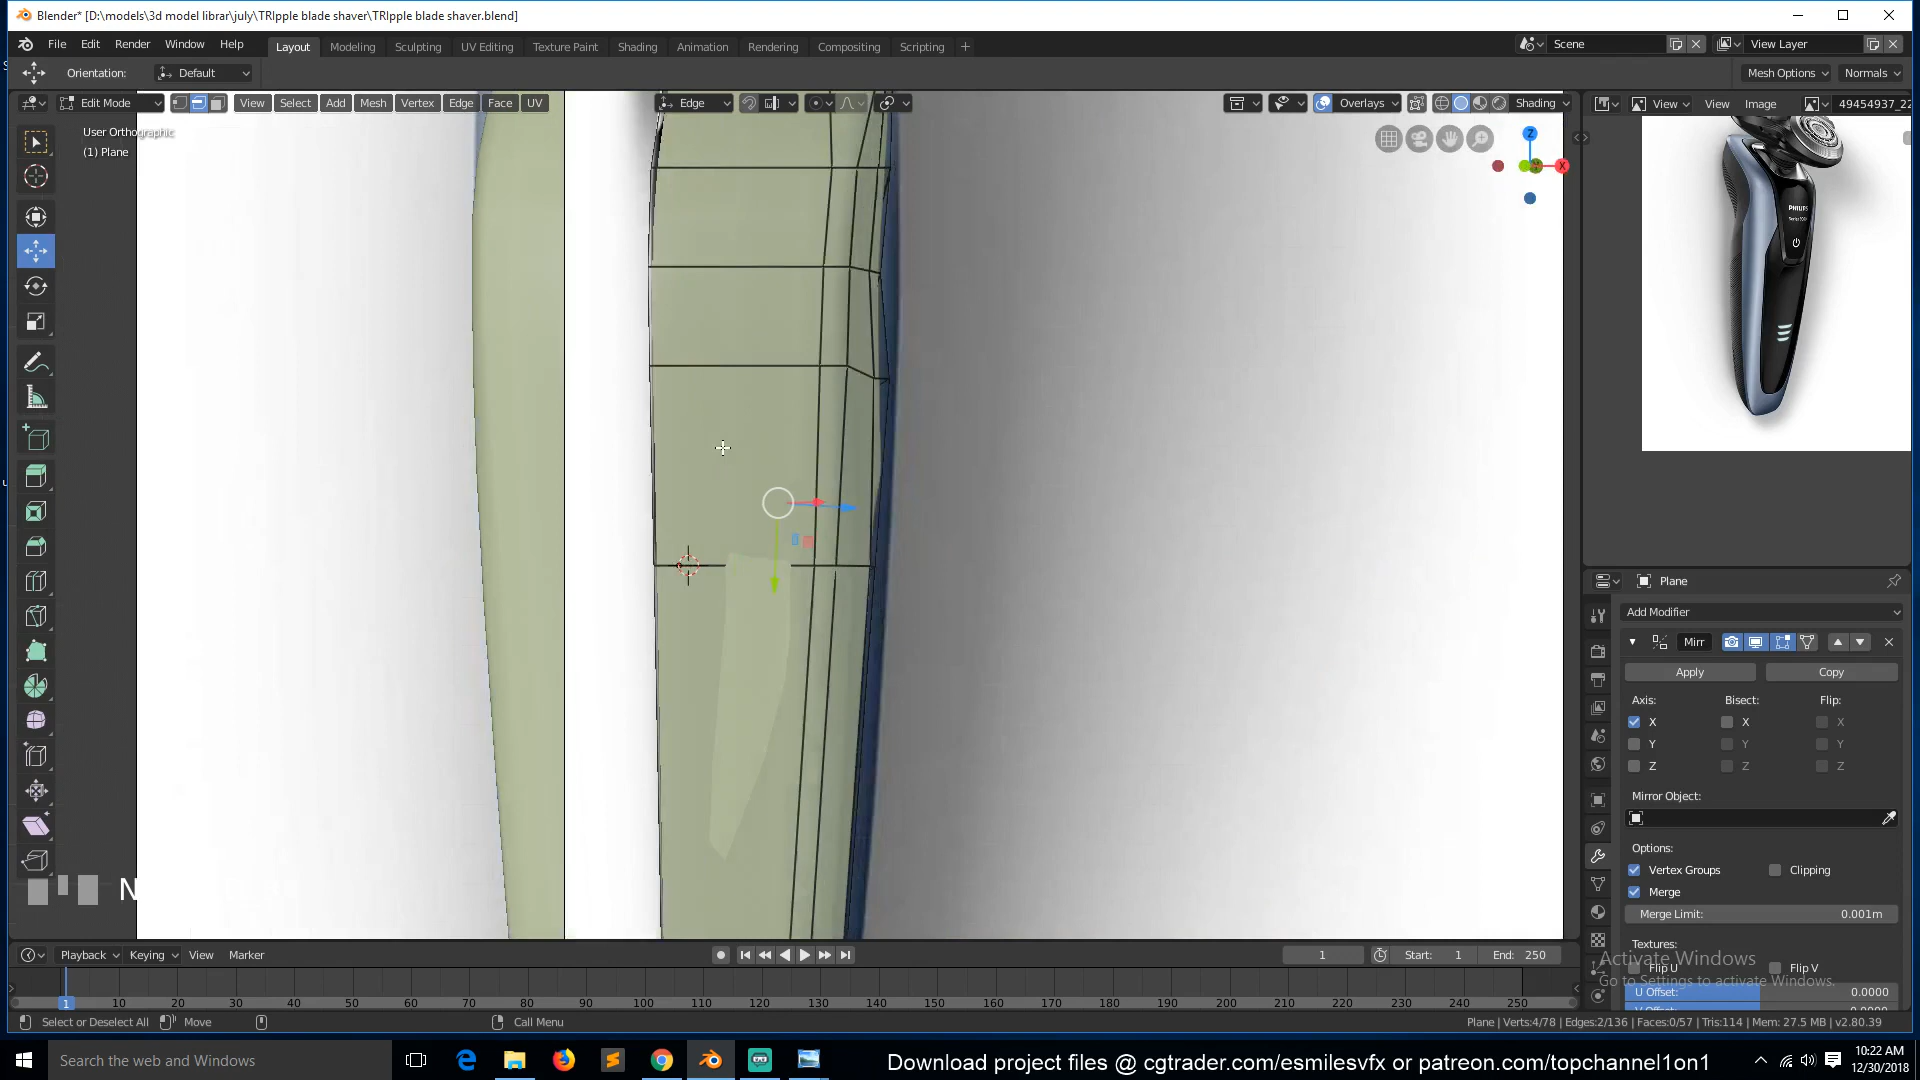 Blender* [D:\models\3d model librar\july\TRIpple blade shaver\TRIpple blade shaver.blend]
File Edit Render Window Help Layout Modeling Sculpting UV Editing Texture Paint Shading Animation Rendering Compositing Scripting + Scene View Layer
Orientation: Default Mesh Options Normals
Edit Mode View Select Add Mesh Vertex Edge Face UV Edge Overlays Shading View View Image 49454937_22
User Orthographic
(1) Plane
Z
X
PHILIPS
Plane
Add Modifier
Mirr
Apply Copy
Axis: Bisect: Flip:
X X X
Y Y Y
Z Z Z
Mirror Object:
Options:
Vertex Groups Clipping
Merge
Merge Limit: 0.001m
Textures:
Flip U Flip V
U Offset: 0.0000
Activate Windows
Go to Settings to activate Windows.
N
Playback Keying View Marker 1 Start: 1 End: 250
1 10 20 30 40 50 60 70 80 90 100 110 120 130 140 150 160 170 180 190 200 210 220 230 240 250
Select or Deselect All Move Call Menu Plane | Verts:4/78 | Edges:2/136 | Faces:0/57 | Tris:114 | Mem: 27.5 MB | v2.80.39
Search the web and Windows
Download project files @ cgtrader.com/esmilesvfx or patreon.com/topchannel1on1
10:22 AM
12/30/2018